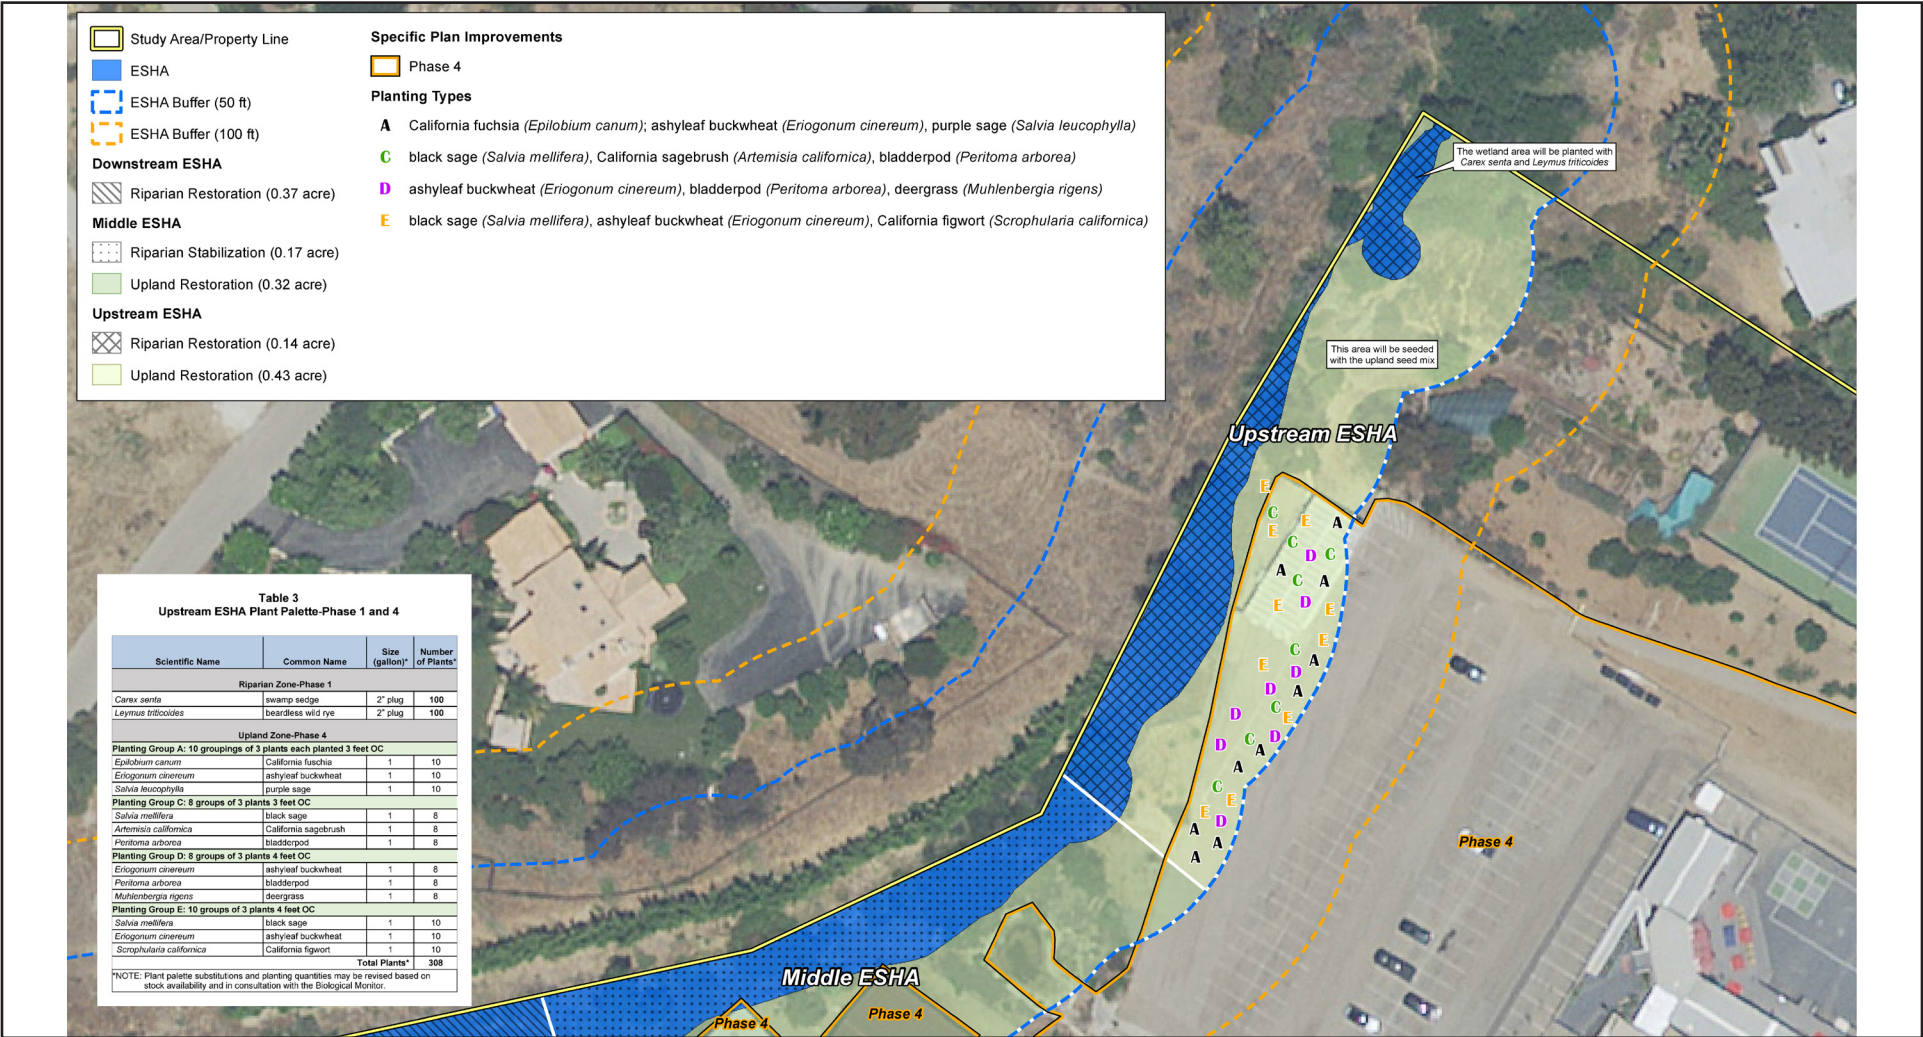 Study Area/Property Line
ESHA
ESHA Buffer (50 ft)
ESHA Buffer (100 ft)
Downstream ESHA
Riparian Restoration (0.37 acre)
Middle ESHA
Riparian Stabilization (0.17 acre)
Upland Restoration (0.32 acre)
Upstream ESHA
Riparian Restoration (0.14 acre)
Upland Restoration (0.43 acre)
Specific Plan Improvements
Phase 4
Planting Types
A California fuchsia (Epilobium canum); ashyleaf buckwheat (Eriogonum cinereum), purple sage (Salvia leucophylla)
C black sage (Salvia mellifera), California sagebrush (Artemisia californica), bladderpod (Peritoma arborea)
D ashyleaf buckwheat (Eriogonum cinereum), bladderpod (Peritoma arborea), deergrass (Muhlenbergia rigens)
E black sage (Salvia mellifera), ashyleaf buckwheat (Eriogonum cinereum), California figwort (Scrophularia californica)
The wetland area will be planted with
Carex senta and Leymus triticoides
This area will be seeded
with the upland seed mix
Upstream ESHA
E
C
E E A
C
D C
A C A
E D E
E
C A
E D
D A
C
D E
D C A D
A
C
E
E D
A
A
A
Phase 4
Middle ESHA
Phase 4
Phase 4
Table 3
Upstream ESHA Plant Palette-Phase 1 and 4
Scientific Name Common Name Size (gallon)* Number of Plants*
Riparian Zone-Phase 1
Carex senta swamp sedge 2" plug 100
Leymus triticoides beardless wild rye 2" plug 100
Upland Zone-Phase 4
Planting Group A: 10 groupings of 3 plants each planted 3 feet OC
Epilobium canum California fuschia 1 10
Eriogonum cinereum ashyleaf buckwheat 1 10
Salvia leucophylla purple sage 1 10
Planting Group C: 8 groups of 3 plants 3 feet OC
Salvia mellifera black sage 1 8
Artemisia californica California sagebrush 1 8
Peritoma arborea bladderpod 1 8
Planting Group D: 8 groups of 3 plants 4 feet OC
Eriogonum cinereum ashyleaf buckwheat 1 8
Peritoma arborea bladderpod 1 8
Muhlenbergia rigens deergrass 1 8
Planting Group E: 10 groups of 3 plants 4 feet OC
Salvia mellifera black sage 1 10
Eriogonum cinereum ashyleaf buckwheat 1 10
Scrophularia californica California figwort 1 10
Total Plants* 308
*NOTE: Plant palette substitutions and planting quantities may be revised based on
stock availability and in consultation with the Biological Monitor.